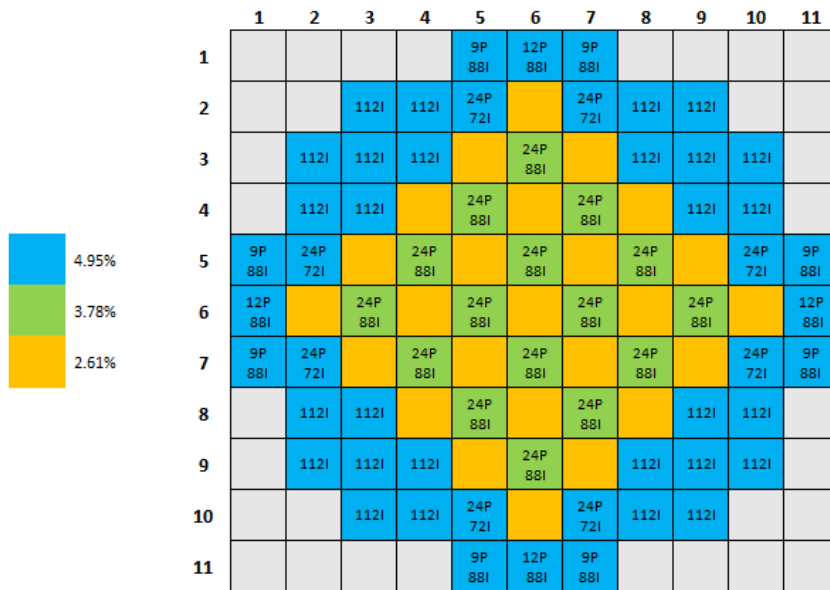 1 2 3 4 5 6 7 8 9 10 11
1 9P 12P 9P
88I 88I 88I
2 112I 112I 24P 24P 112I 112I
72I 72I
3 112I 112I 112I 24P 112I 112I 112I
88I
4 112I 112I 24P 24P 112I 112I
88I 88I
4.95%
5 9P 24P 24P 24P 24P 24P 9P
88I 72I 88I 88I 88I 72I 88I
3.78%
6 12P 24P 24P 24P 24P 12P
88I 88I 88I 88I 88I 88I
2.61%
7 9P 24P 24P 24P 24P 24P 9P
88I 72I 88I 88I 88I 72I 88I
8 112I 112I 24P 24P 112I 112I
88I 88I
9 112I 112I 112I 24P 112I 112I 112I
88I
10 112I 112I 24P 24P 112I 112I
72I 72I
11 9P 12P 9P
88I 88I 88I